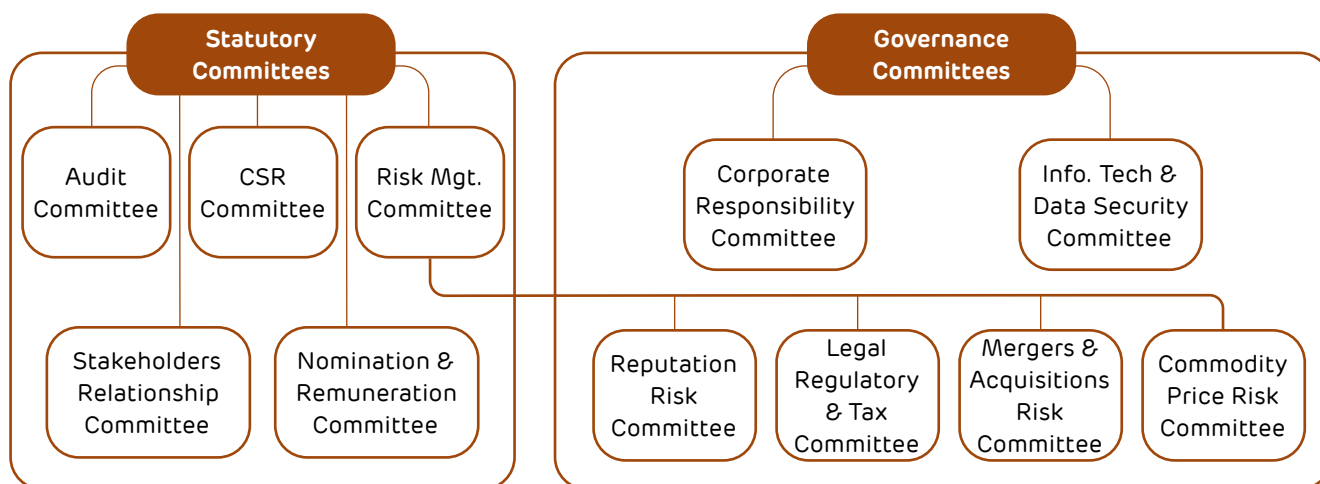 Statutory
Committees
Governance
Committees
Audit
Committee
CSR
Committee
Risk Mgt.
Committee
Corporate
Responsibility
Committee
Info. Tech &
Data Security
Committee
Stakeholders
Relationship
Committee
Nomination &
Remuneration
Committee
Reputation
Risk
Committee
Legal
Regulatory
& Tax
Committee
Mergers &
Acquisitions
Risk
Committee
Commodity
Price Risk
Committee